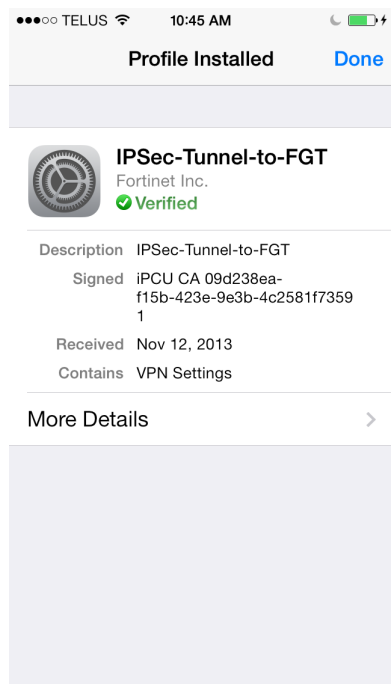 TELUS 10:45 AM
Profile Installed Done
IPSec-Tunnel-to-FGT
Fortinet Inc.
Verified
Description IPSec-Tunnel-to-FGT
Signed iPCU CA 09d238ea-
f15b-423e-9e3b-4c2581f7359
1
Received Nov 12, 2013
Contains VPN Settings
More Details